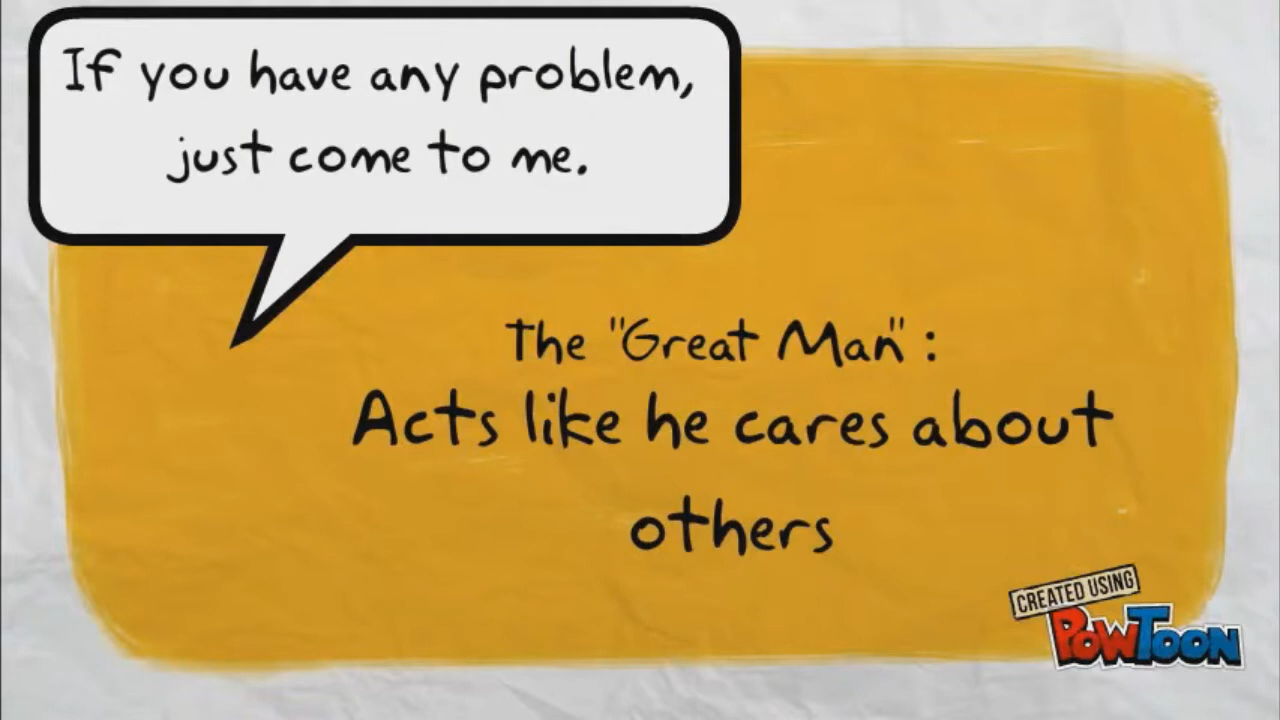 If you have any problem,
just come to me.
The "Great Man" :
Acts like he cares about
others
CREATED USING
POWTOON